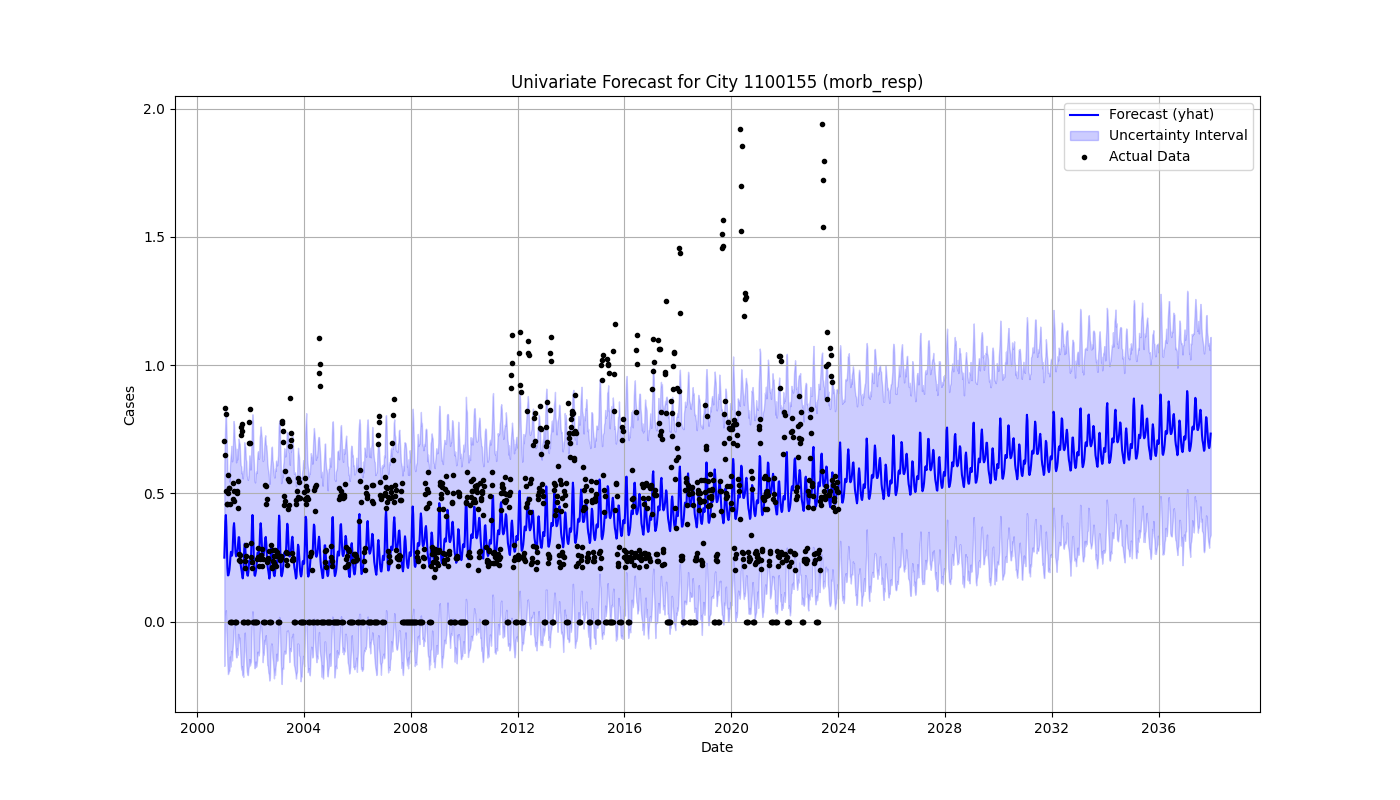 Univariate Forecast for City 1100155 (morb_resp)
Forecast (yhat)
Uncertainty Interval
Actual Data
Cases
2.0
1.5
1.0
0.5
0.0
2000 2004 2008 2012 2016 2020 2024 2028 2032 2036
Date